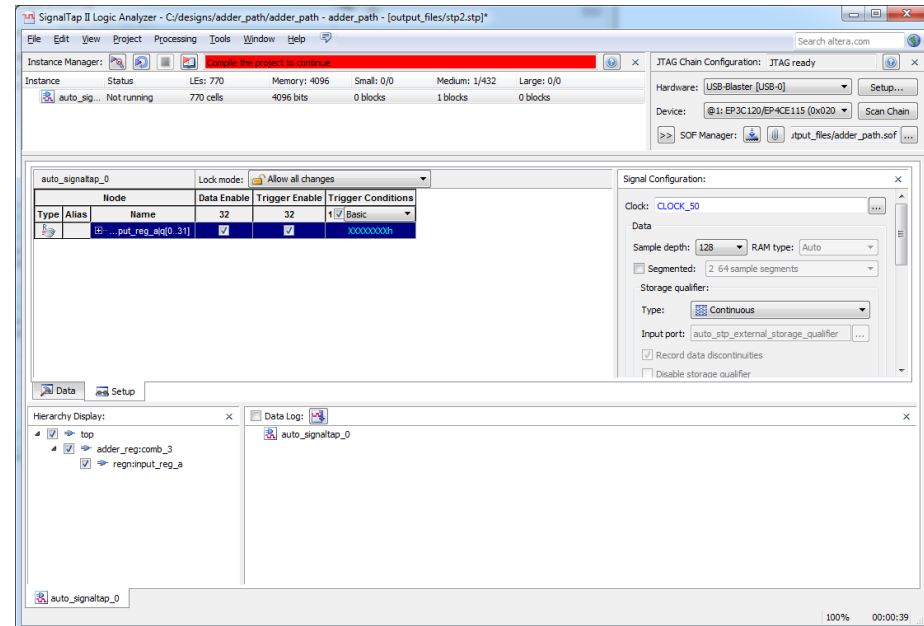 SignalTap II Logic Analyzer - C:/designs/adder_path/adder_path - adder_path - [output_files/stp2.stp]*
File Edit View Project Processing Tools Window Help
Search altera.com
Instance Manager: Compile the project to continue
Instance Status LEs: 770 Memory: 4096 Small: 0/0 Medium: 1/432 Large: 0/0
auto_sig... Not running 770 cells 4096 bits 0 blocks 1 blocks 0 blocks
JTAG Chain Configuration: JTAG ready
Hardware: USB-Blaster [USB-0] Setup...
Device: @1: EP3C120/EP4CE115 (0x020 Scan Chain
>> SOF Manager: utput_files/adder_path.sof ...
auto_signaltap_0 Lock mode: Allow all changes
Node Data Enable Trigger Enable Trigger Conditions
Type Alias Name 32 32 1 Basic
...put_reg_a|q[0..31] XXXXXXXXh
Signal Configuration:
Clock: CLOCK_50 ...
Data
Sample depth: 128 RAM type: Auto
Segmented: 2 64 sample segments
Storage qualifier:
Type: Continuous
Input port: auto_stp_external_storage_qualifier ...
Record data discontinuities
Disable storage qualifier
Data Setup
Hierarchy Display:
top
adder_reg:comb_3
regn:input_reg_a
Data Log:
auto_signaltap_0
auto_signaltap_0
100% 00:00:39